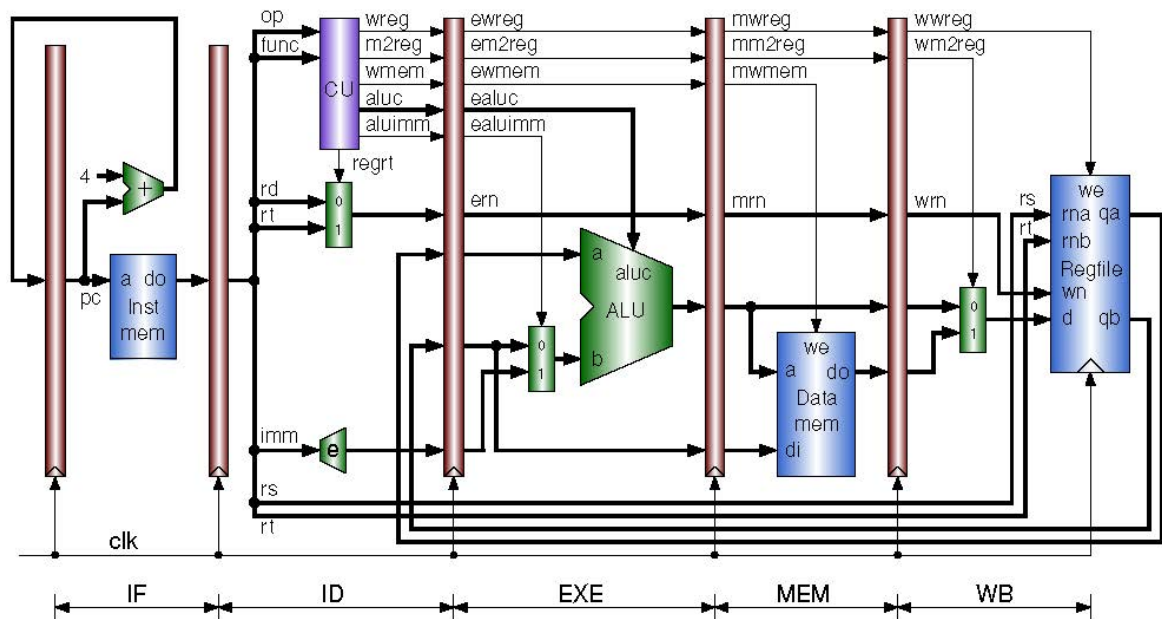 op wreg ewreg mwreg wwreg
func m2reg em2reg mm2reg wm2reg
wmem ewmem mwmem
CU
aluc ealuc
aluimm ealuimm
regrt
4
+
rd 0
rt 1
ern mrn wrn
we
rs rna qa
rt rnb
Regfile
wn
d qb
a do
Inst
mem
pc
a
aluc
ALU
b
0
1
we
a do
Data
mem
di
0
1
imm e
rs
rt
clk
IF ID EXE MEM WB